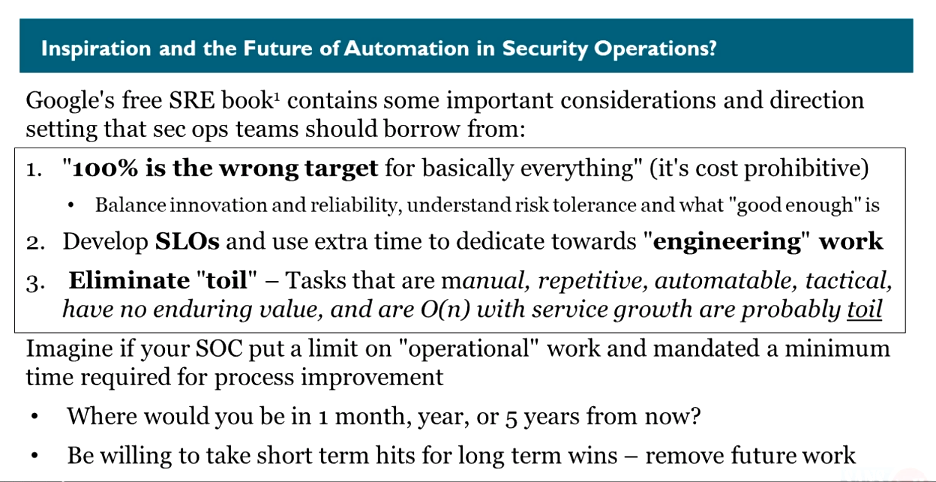 Inspiration and the Future of Automation in Security Operations?
Google's free SRE book¹ contains some important considerations and direction
setting that sec ops teams should borrow from:
1. "100% is the wrong target for basically everything" (it's cost prohibitive)
• Balance innovation and reliability, understand risk tolerance and what "good enough" is
2. Develop SLOs and use extra time to dedicate towards "engineering" work
3. Eliminate "toil" – Tasks that are manual, repetitive, automatable, tactical,
have no enduring value, and are O(n) with service growth are probably toil
Imagine if your SOC put a limit on "operational" work and mandated a minimum
time required for process improvement
• Where would you be in 1 month, year, or 5 years from now?
• Be willing to take short term hits for long term wins – remove future work